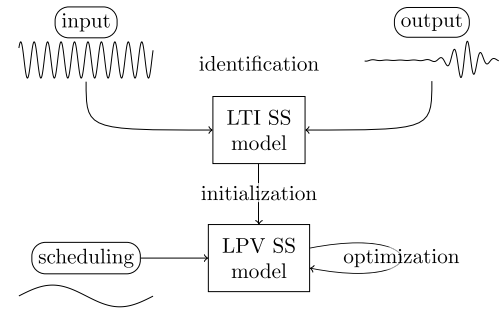 input
output
identification
LTI SS
model
initialization
scheduling
LPV SS
model
optimization